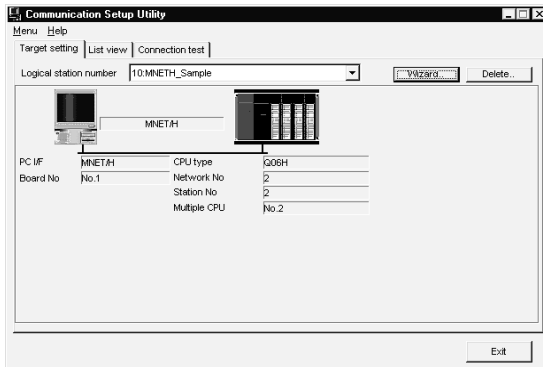 Communication Setup Utility
Menu Help
Target setting List view Connection test
Logical station number 10:MNETH_Sample Wizard... Delete..
MNET/H
PC I/F MNET/H CPU type Q06H
Board No No.1 Network No 2
Station No 2
Multiple CPU No.2
Exit